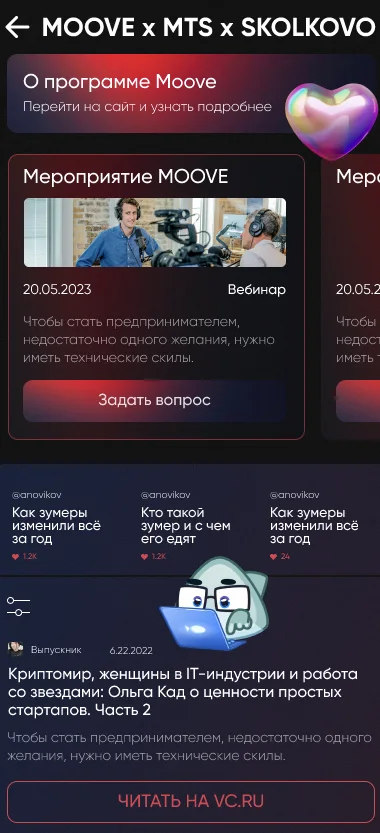 MOOVE x MTS x SKOLKOVO
О программе Moove
Перейти на сайт и узнать подробнее
Мероприятие MOOVE
20.05.2023
Вебинар
Чтобы стать предпринимателем,
недостаточно одного желания, нужно
иметь технические скилы.
Задать вопрос
Меро
20.05.2
Чтобы
недост
иметь т
@anovikov
Как зумеры
изменили всё
за год
1.2K
@anovikov
Кто такой
зумер и с чем
его едят
1.2K
@anovikov
Как зумеры
изменили всё
за год
24
Выпускник
6.22.2022
Криптомир, женщины в IT-индустрии и работа
со звездами: Ольга Кад о ценности простых
стартапов. Часть 2
Чтобы стать предпринимателем, недостаточно одного
желания, нужно иметь технические скилы.
ЧИТАТЬ НА VC.RU